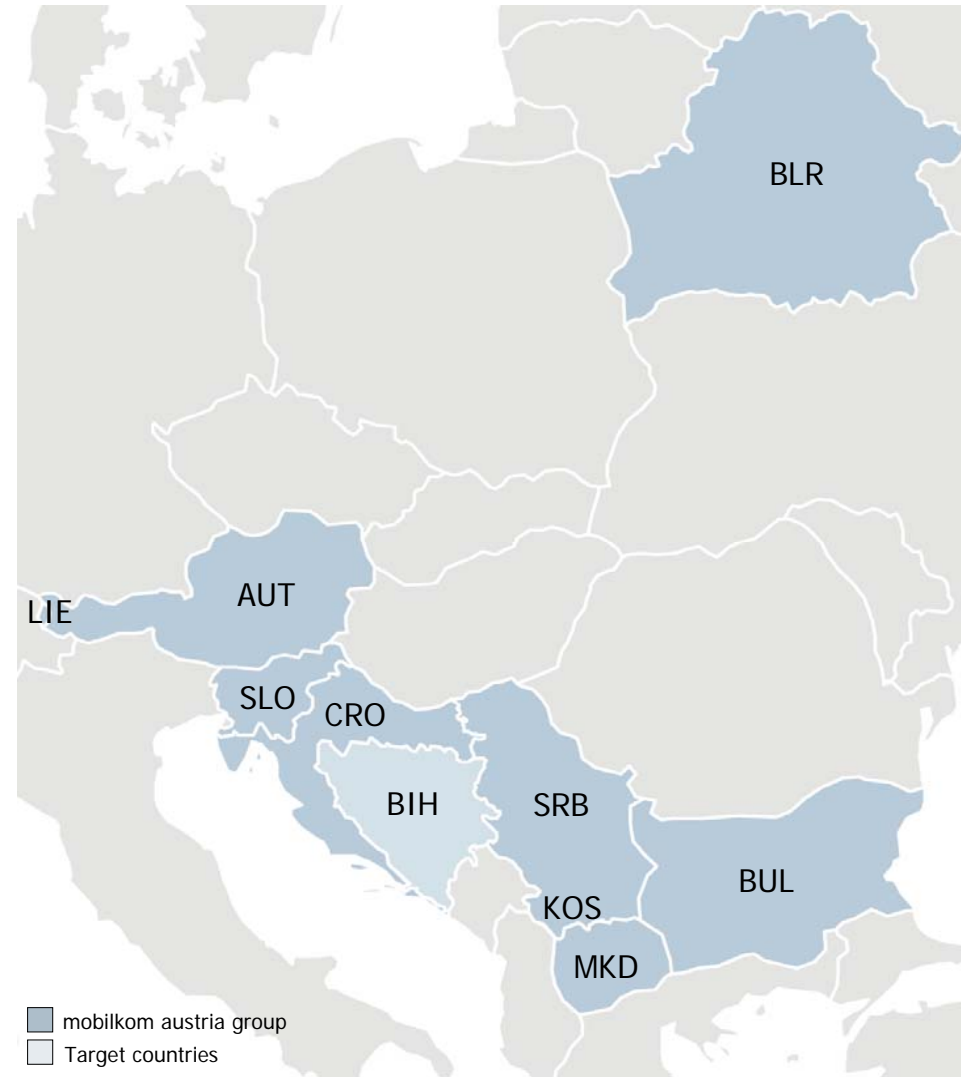 BLR
AUT
LIE
SLO
CRO
BIH
SRB
BUL
KOS
MKD
mobilkom austria group
Target countries